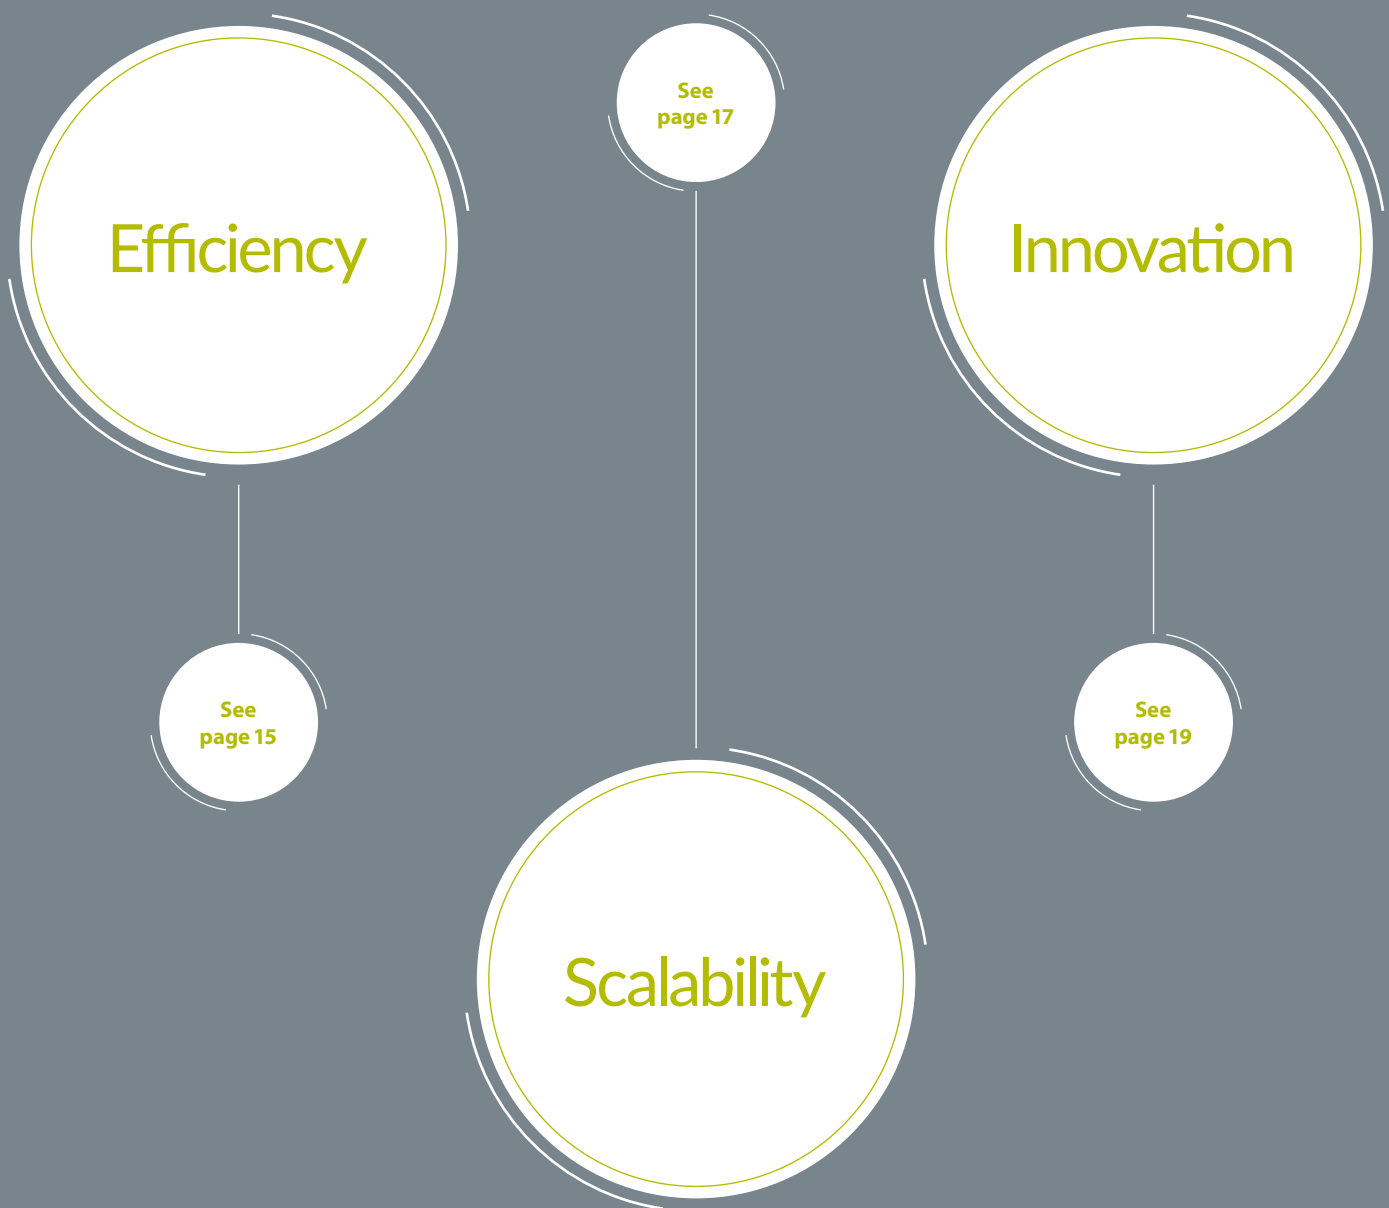 Efficiency
See
page 15
See
page 17
Scalability
Innovation
See
page 19